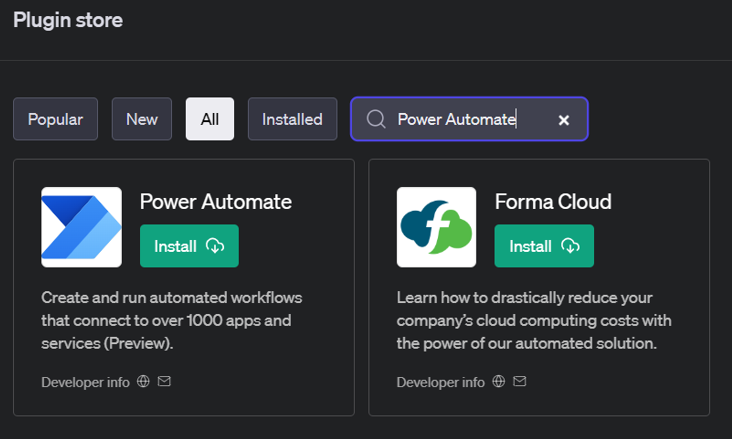 Plugin store
Popular
New
All
Installed
Power Automate
Power Automate
Install
Create and run automated workflows
that connect to over 1000 apps and
services (Preview).
Developer info
f
Forma Cloud
Install
Learn how to drastically reduce your
company's cloud computing costs with
the power of our automated solution.
Developer info